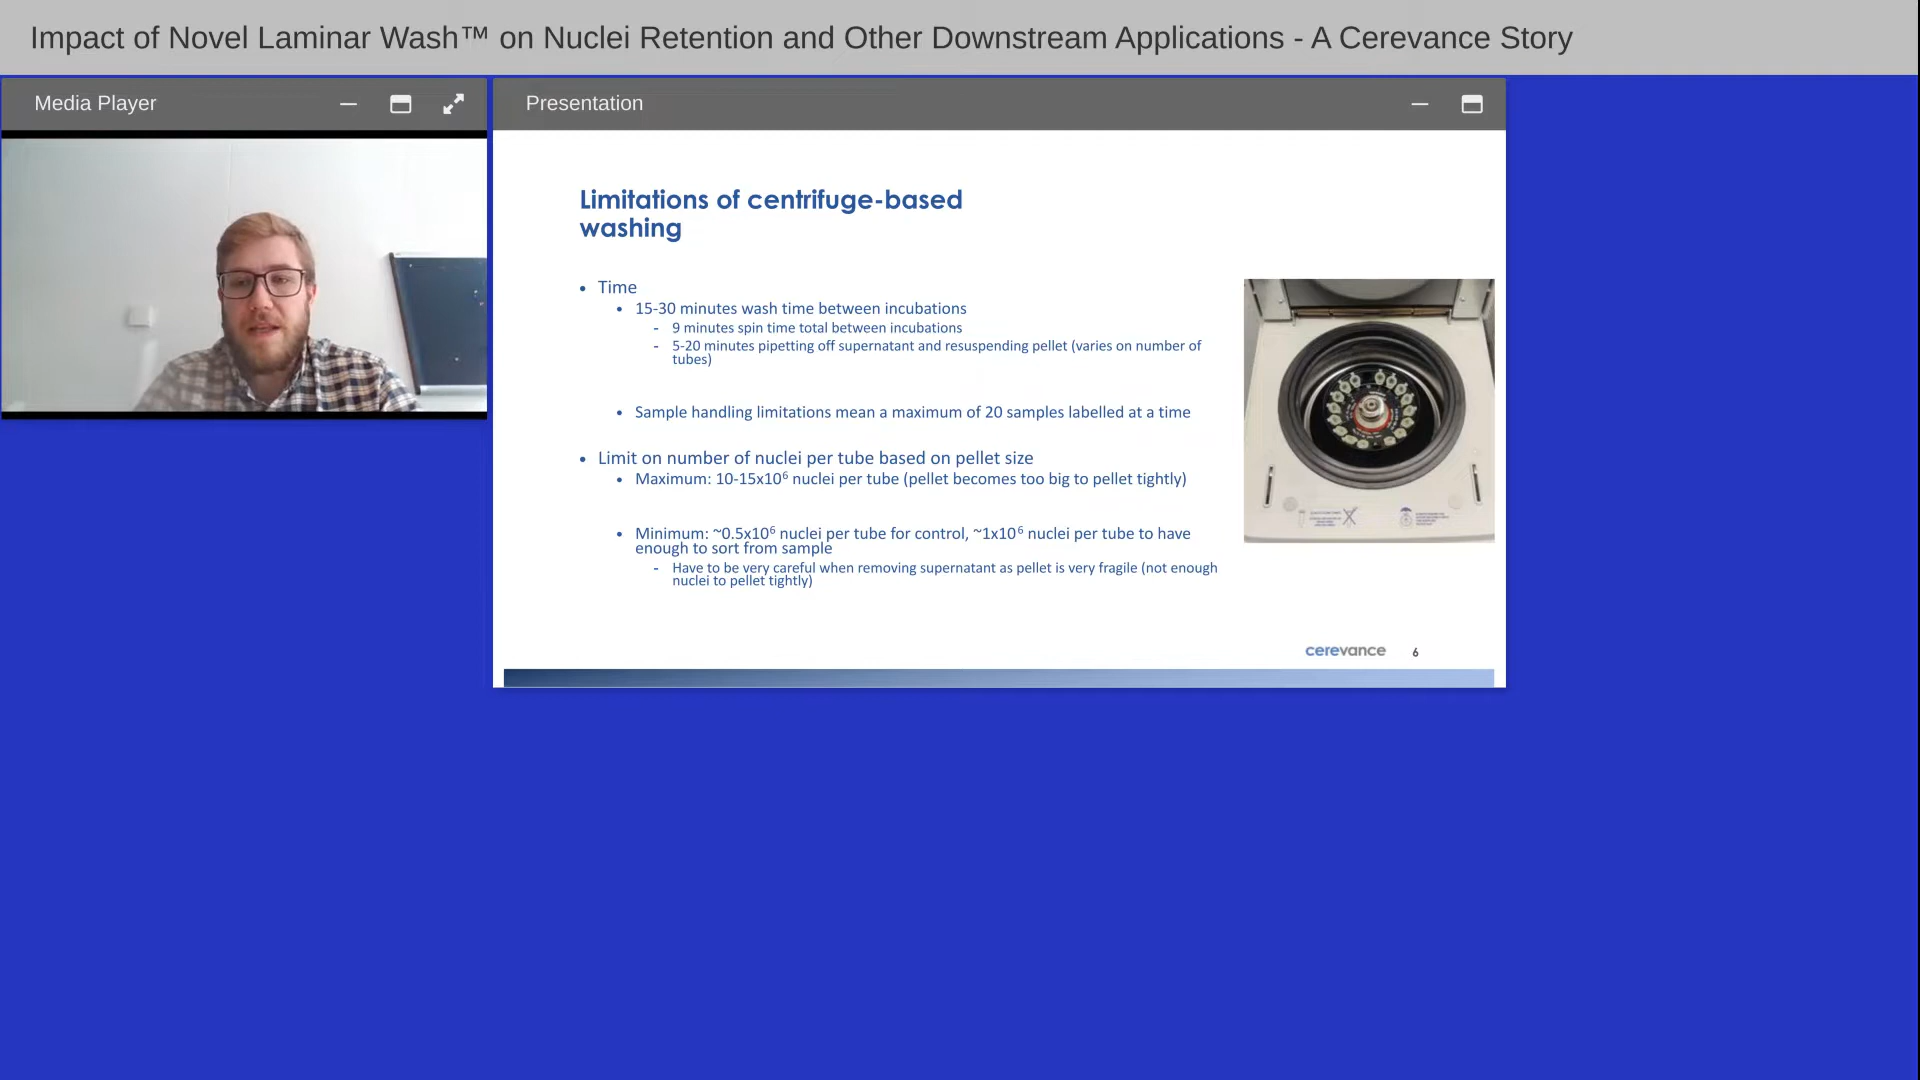 Impact of Novel Laminar Wash™ on Nuclei Retention and Other Downstream Applications - A Cerevance Story
Media Player
Presentation
Limitations of centrifuge-based
washing
• Time
• 15-30 minutes wash time between incubations
- 9 minutes spin time total between incubations
- 5-20 minutes pipetting off supernatant and resuspending pellet (varies on number of
tubes)
• Sample handling limitations mean a maximum of 20 samples labelled at a time
• Limit on number of nuclei per tube based on pellet size
• Maximum: 10-15x10⁶ nuclei per tube (pellet becomes too big to pellet tightly)
• Minimum: ~0.5x10⁶ nuclei per tube for control, ~1x10⁶ nuclei per tube to have
enough to sort from sample
- Have to be very careful when removing supernatant as pellet is very fragile (not enough
nuclei to pellet tightly)
cerevance 6